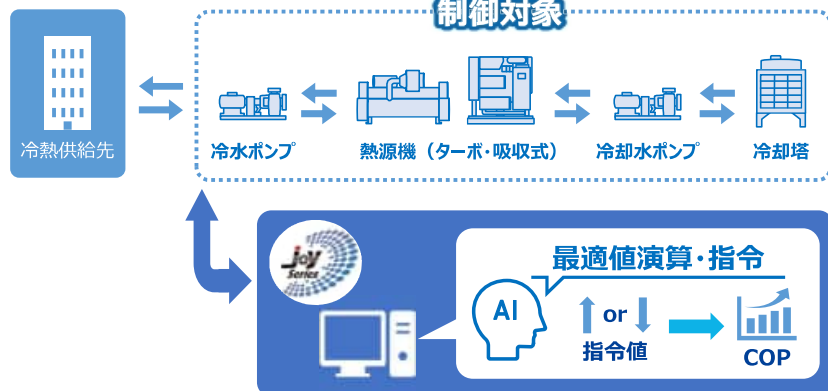 制御対象
冷熱供給先
冷水ポンプ
熱源機（ターボ・吸収式）
冷却水ポンプ
冷却塔
joy
Series
最適値演算・指令
AI
or
指令値
COP